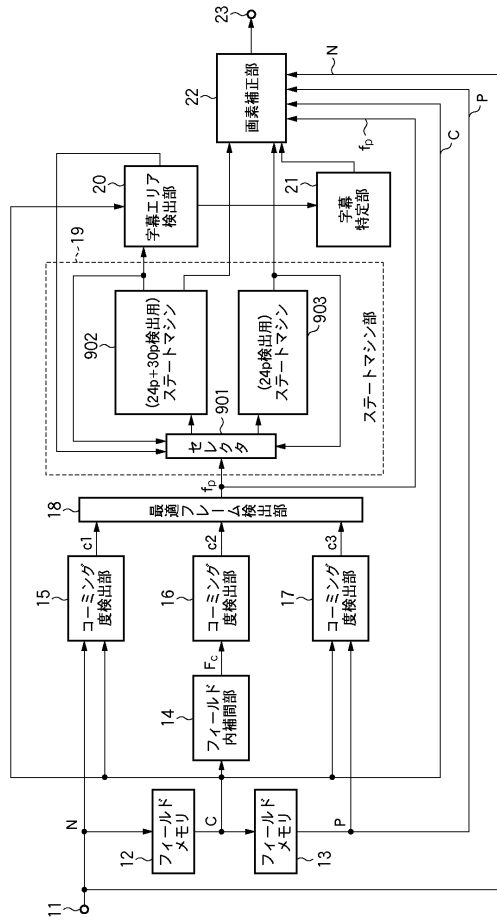 11
N
12
フィールド
メモリ
C
13
フィールド
メモリ
P
14
フィールド
内補間部
Fc
15
コーミング
度検出部
c1
16
コーミング
度検出部
c2
17
コーミング
度検出部
c3
18
最適フレーム検出部
fp
19
901
セレクタ
902
(24p+30p検出用)
ステートマシン
903
(24p検出用)
ステートマシン
ステートマシン部
20
字幕エリア
検出部
21
字幕
特定部
22
画素補正部
23
fp
C
P
N